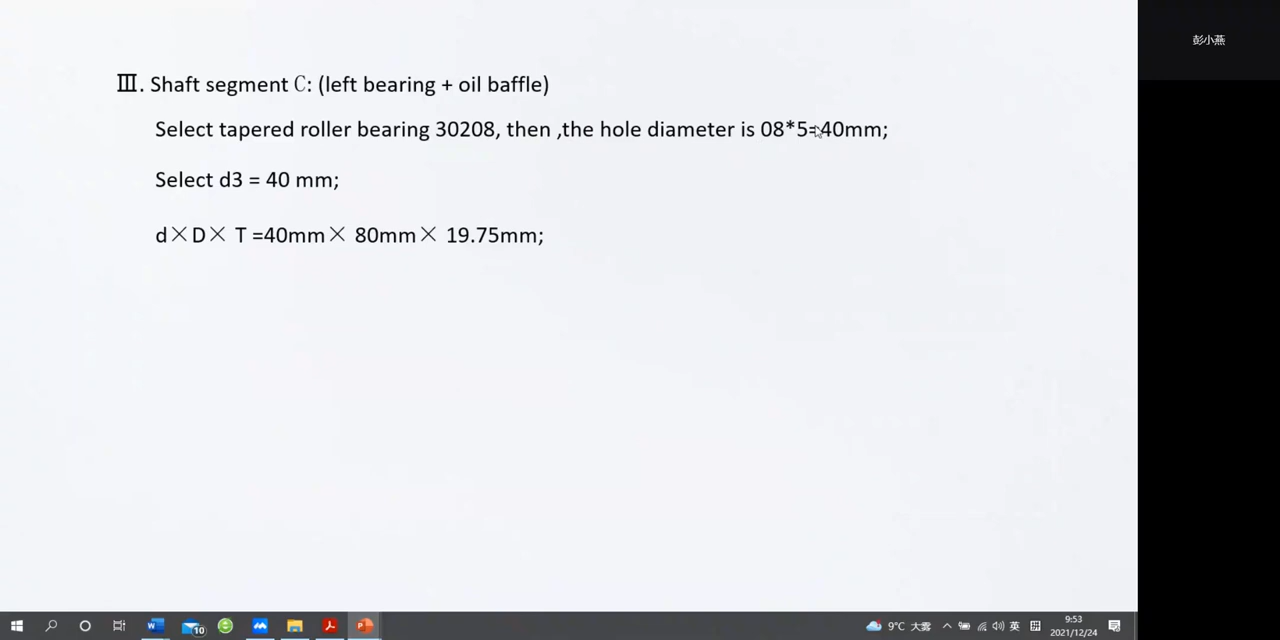 彭小燕
Ⅲ. Shaft segment C: (left bearing + oil baffle)
Select tapered roller bearing 30208, then ,the hole diameter is 08*5=40mm;
Select d3 = 40 mm;
d×D× T =40mm× 80mm× 19.75mm;
10
9°C 大雾
英
9:53
2021/12/24